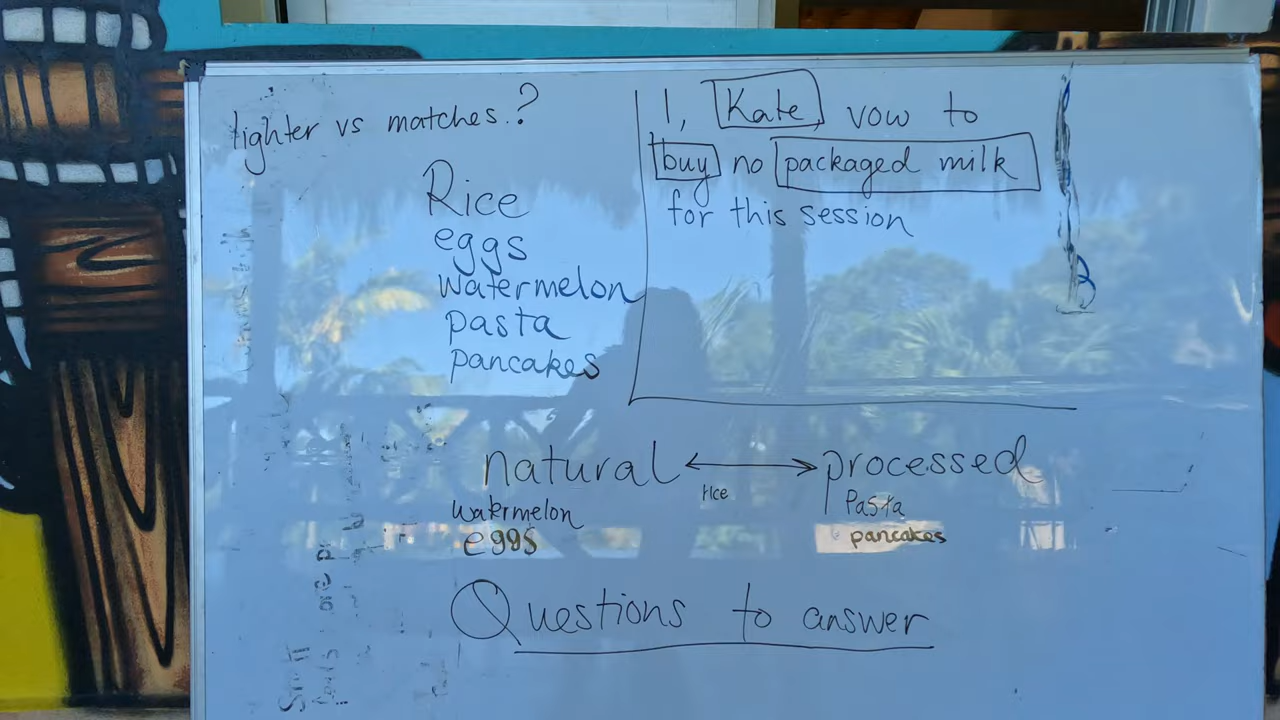 lighter vs matches.?
Rice
eggs
watermelon
pasta
pancakes
I, Kate, vow to
buy no packaged milk
for this session
natural ↔ processed
rice
watermelon
eggs
Pasta
pancakes
Questions to answer